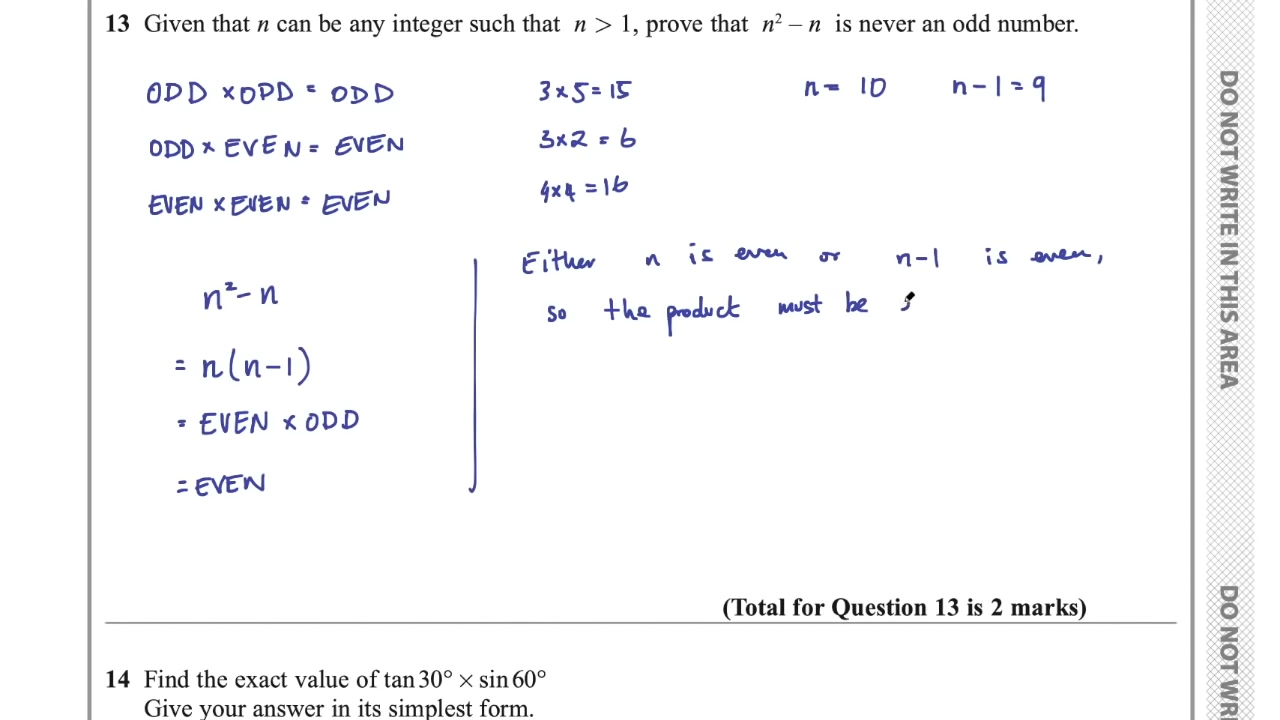 13 Given that n can be any integer such that n > 1, prove that n² – n is never an odd number.
ODD × ODD = ODD
3 × 5 = 15
n = 10
n – 1 = 9
ODD × EVEN = EVEN
3 × 2 = 6
EVEN × EVEN = EVEN
4 × 4 = 16
n² – n
= n(n – 1)
= EVEN × ODD
= EVEN
Either n is even or n – 1 is even,
so the product must be
(Total for Question 13 is 2 marks)
14 Find the exact value of tan 30° × sin 60°
Give your answer in its simplest form.
DO NOT WRITE IN THIS AREA
DO NOT WRI